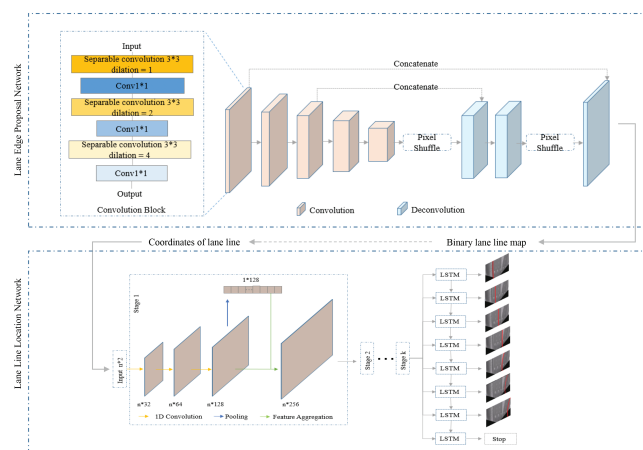 Lane Edge Proposal Network
Input
Separable convolution 3*3
dilation = 1
Conv1*1
Separable convolution 3*3
dilation = 2
Conv1*1
Separable convolution 3*3
dilation = 4
Conv1*1
Output
Convolution Block
Concatenate
Concatenate
Pixel
Shuffle
Pixel
Shuffle
Convolution
Deconvolution
Coordinates of lane line
Binary lane line map
Lane Line Location Network
Stage 1
1*128
Input n*2
n*32
n*64
n*128
n*256
1D Convolution
Pooling
Feature Aggregation
Stage 2
Stage k
LSTM
LSTM
LSTM
LSTM
LSTM
LSTM
LSTM
LSTM
Stop